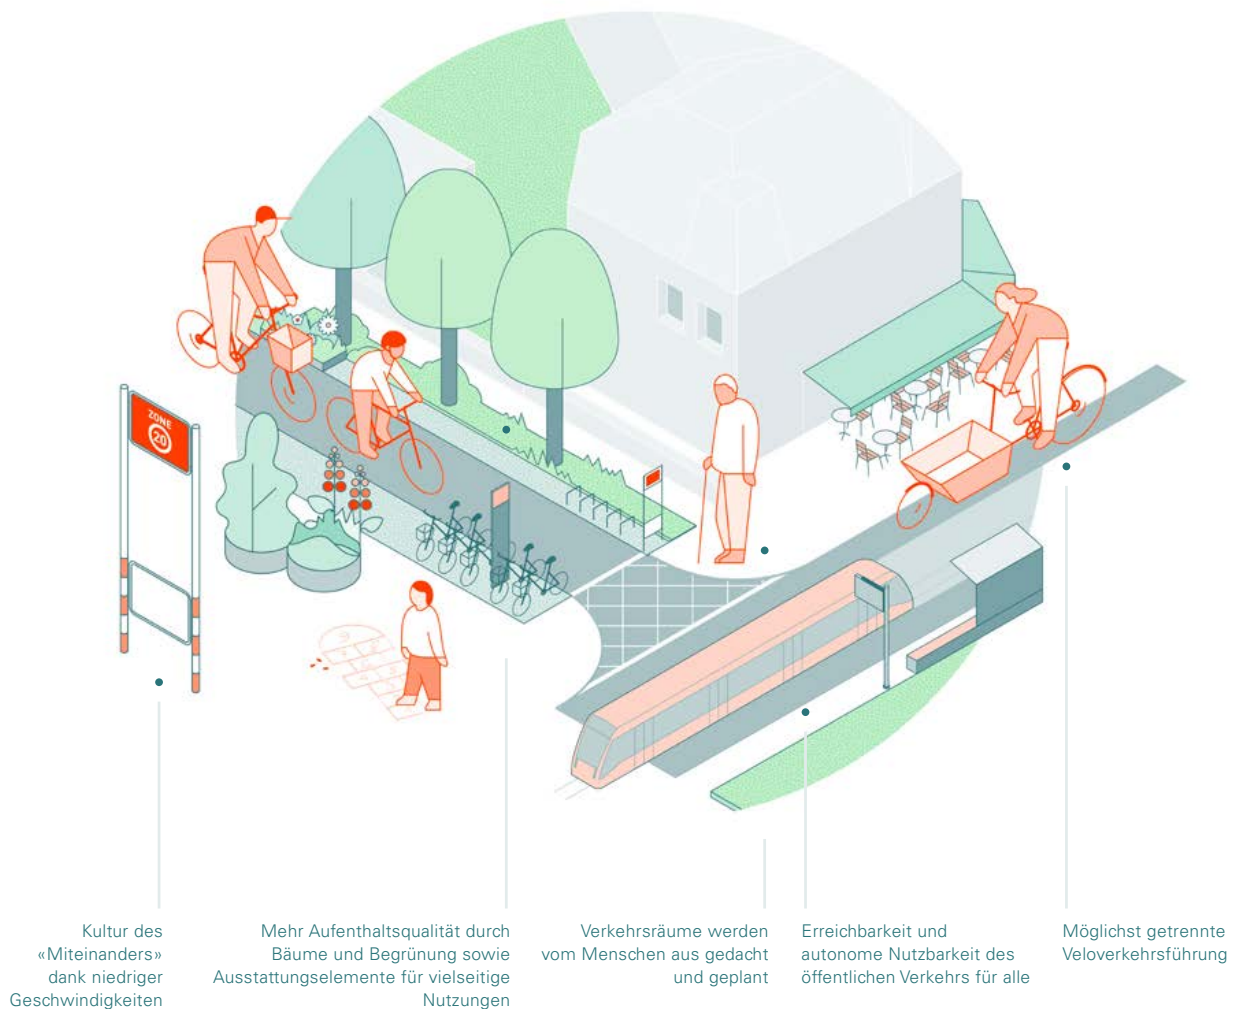 ZONE
20
Kultur des
«Miteinanders»
dank niedriger
Geschwindigkeiten
Mehr Aufenthaltsqualität durch
Bäume und Begrünung sowie
Ausstattungselemente für vielseitige
Nutzungen
Verkehrsräume werden
vom Menschen aus gedacht
und geplant
Erreichbarkeit und
autonome Nutzbarkeit des
öffentlichen Verkehrs für alle
Möglichst getrennte
Veloverkehrsführung